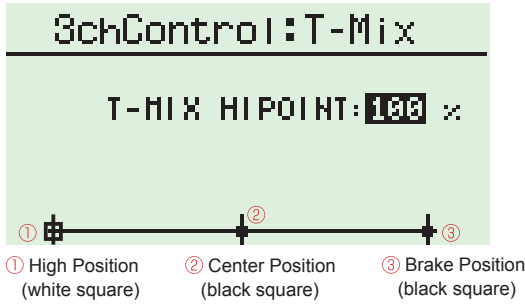 3chControl:T-Mix
T-MIX HIPOINT:100 %
②
① ③
① High Position ② Center Position ③ Brake Position
(white square) (black square) (black square)